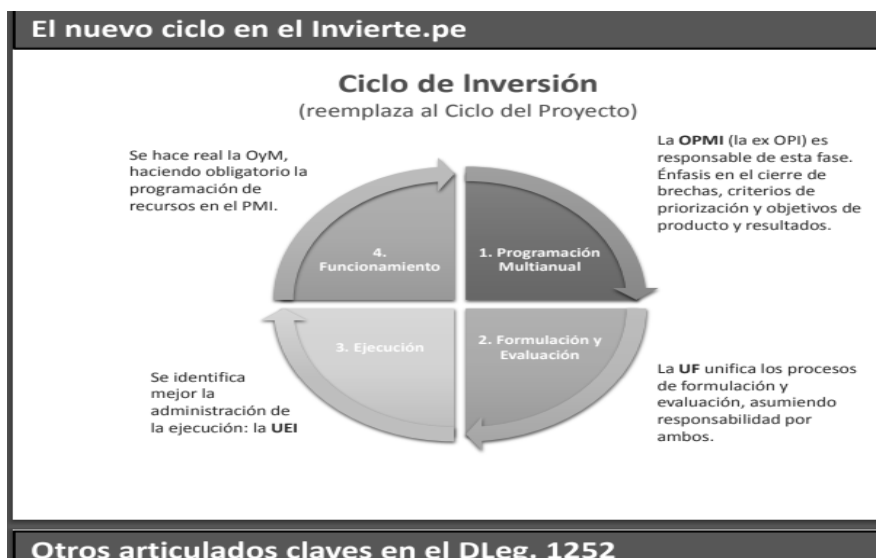 El nuevo ciclo en el Invierte.pe
Ciclo de Inversión
(reemplaza al Ciclo del Proyecto)
La OPMI (la ex OPI) es
responsable de esta fase.
Énfasis en el cierre de
brechas, criterios de
priorización y objetivos de
producto y resultados.
Se hace real la OyM,
haciendo obligatorio la
programación de
recursos en el PMI.
1. Programación
Multianual
4.
Funcionamiento
2. Formulación y
Evaluación
3. Ejecución
La UF unifica los procesos
de formulación y
evaluación, asumiendo
responsabilidad por
ambos.
Se identifica
mejor la
administración de
la ejecución: la UEI
Otros articulados claves en el DLeg. 1252